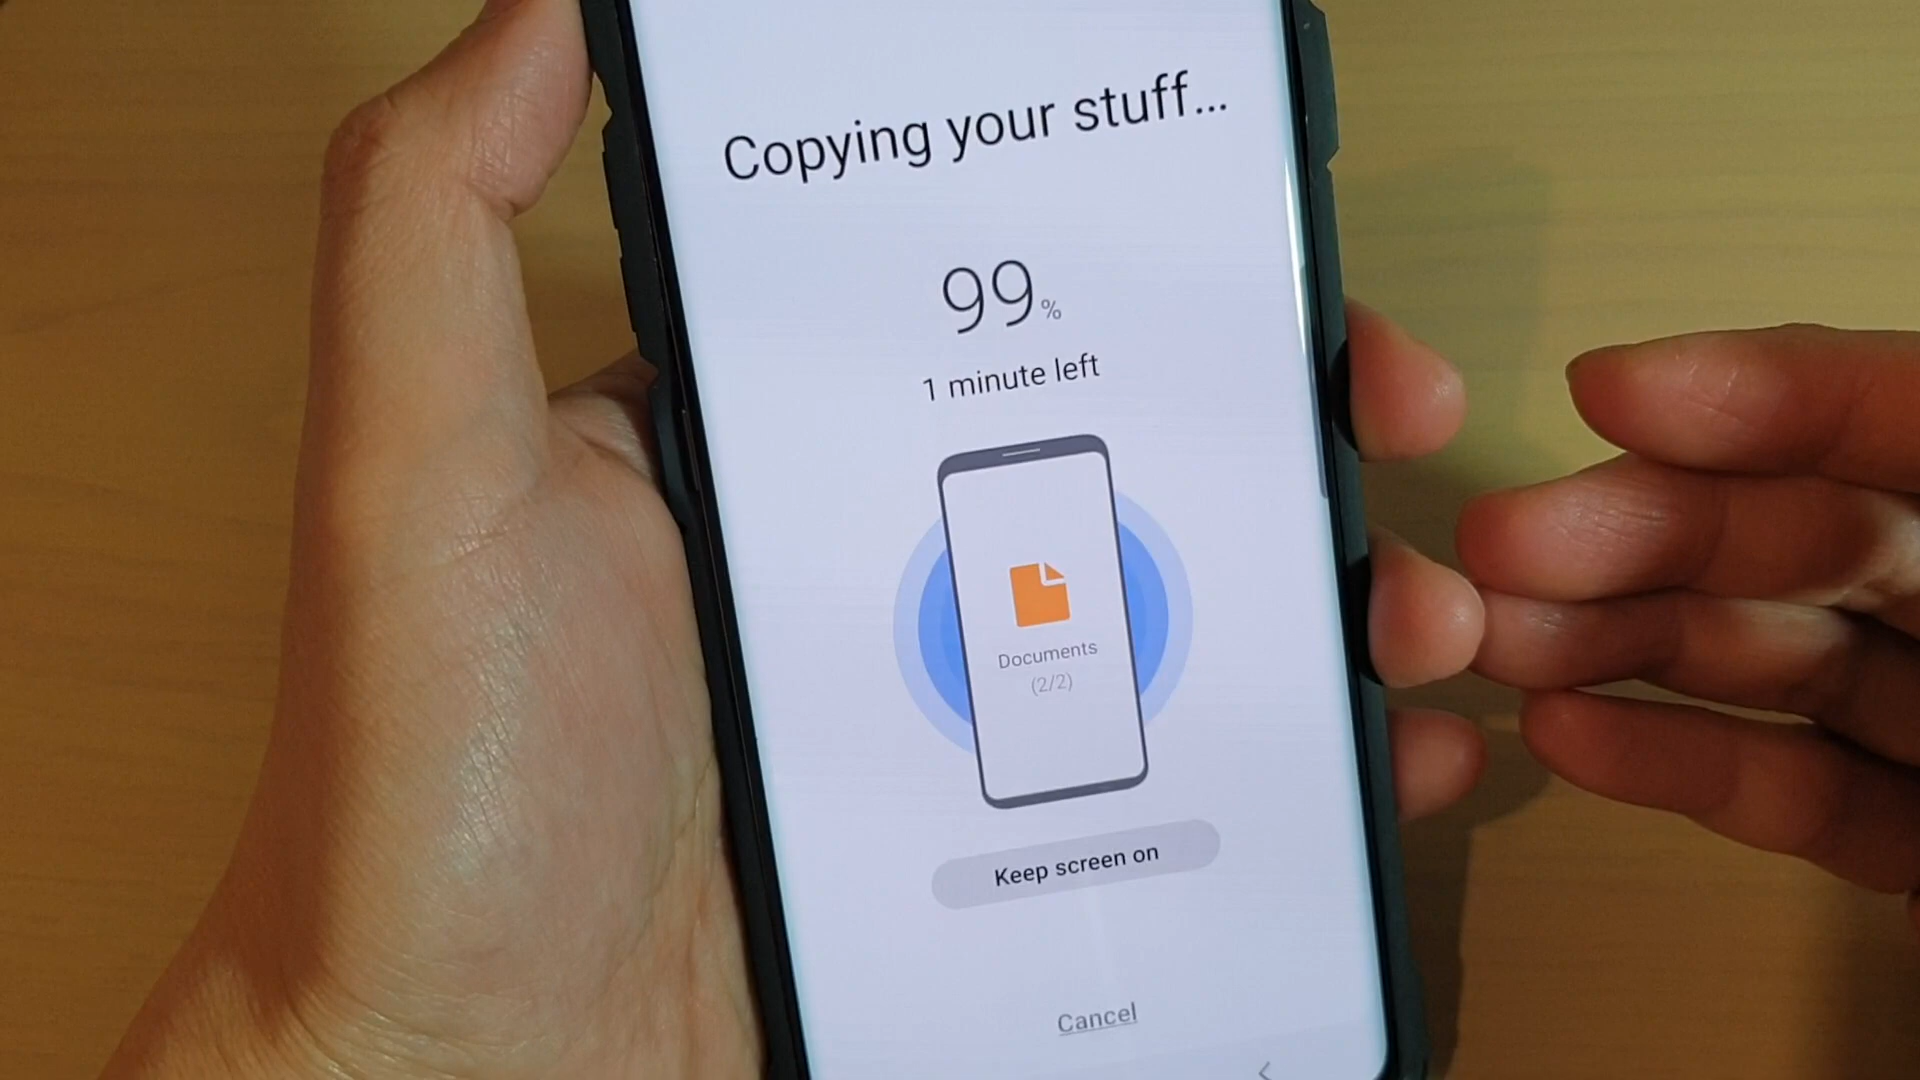 Copying your stuff...
99%
1 minute left
Documents
(2/2)
Keep screen on
Cancel